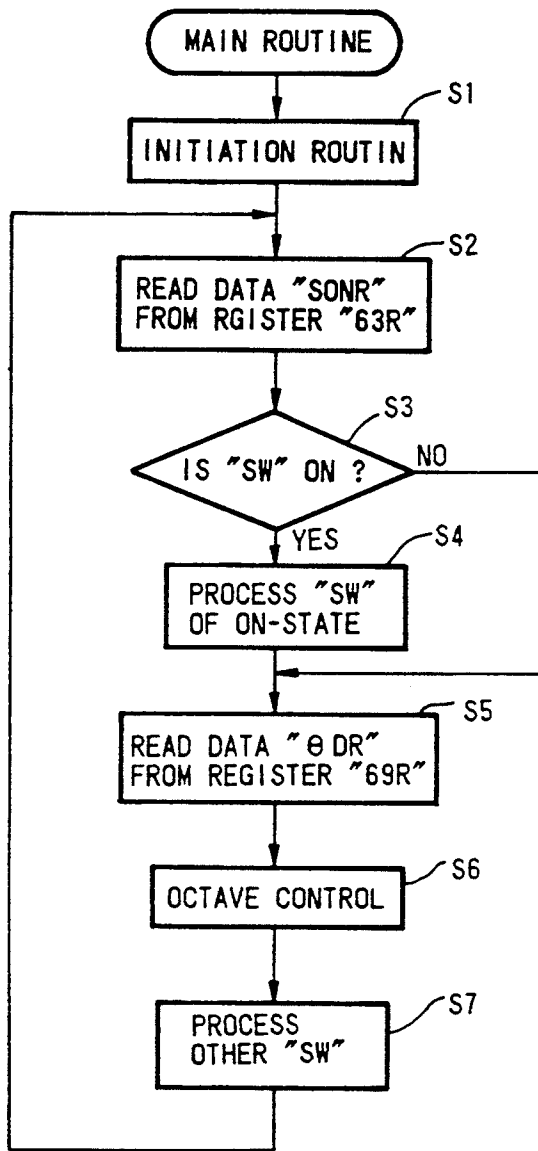 MAIN ROUTINE
S1
INITIATION ROUTIN
S2
READ DATA "SONR"
FROM RGISTER "63R"
S3
IS "SW" ON ?
NO
YES
S4
PROCESS "SW"
OF ON-STATE
S5
READ DATA "θ DR"
FROM REGISTER "69R"
S6
OCTAVE CONTROL
S7
PROCESS
OTHER "SW"